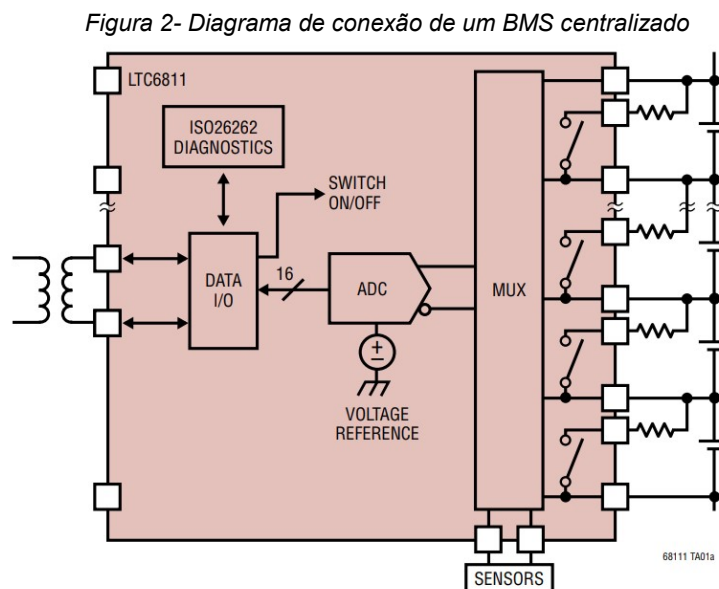 Figura 2- Diagrama de conexão de um BMS centralizado
LTC6811
ISO26262
DIAGNOSTICS
SWITCH
ON/OFF
DATA
I/O
16
ADC
MUX
+
−
VOLTAGE
REFERENCE
68111 TA01a
SENSORS